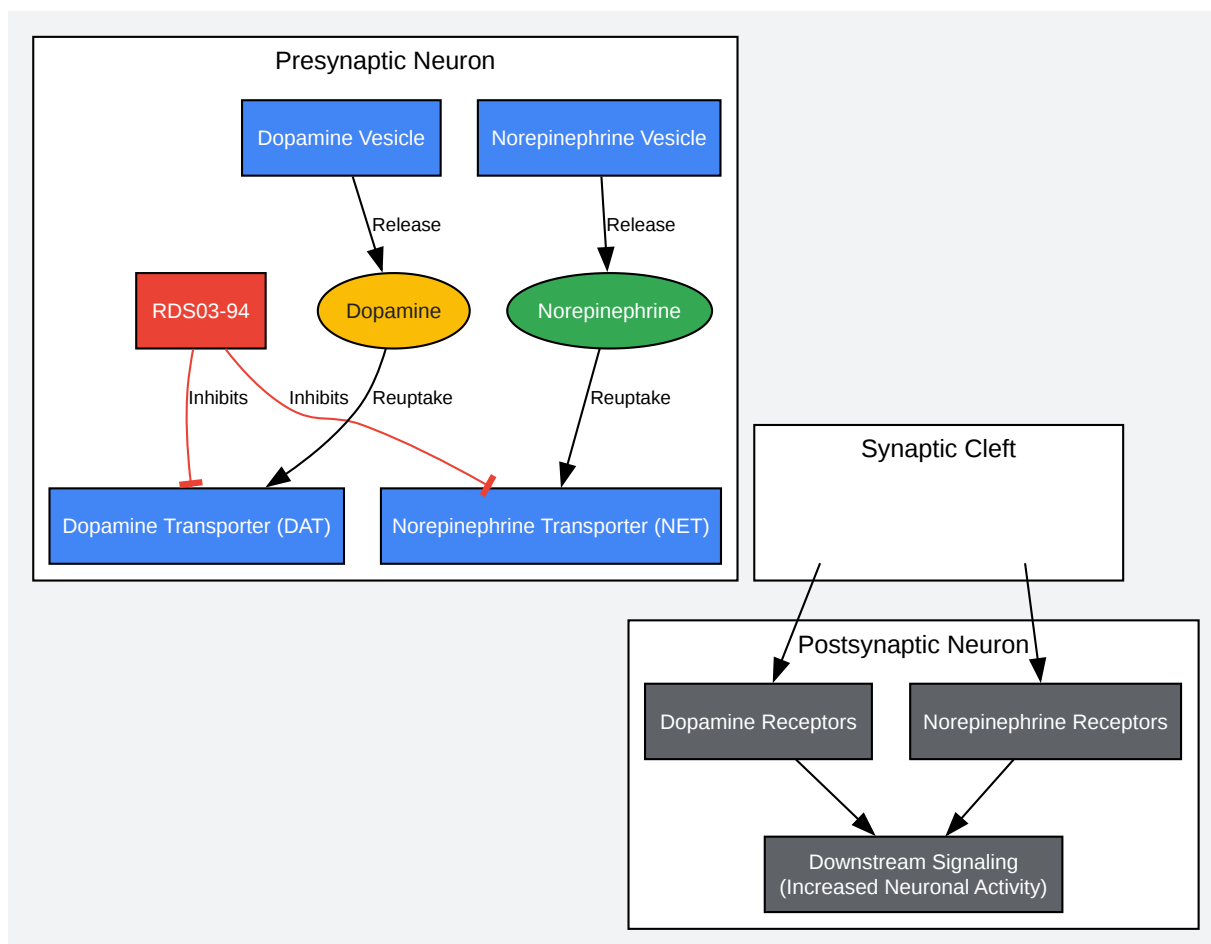 Presynaptic Neuron
Dopamine Vesicle
Norepinephrine Vesicle
Release
Release
RDS03-94
Dopamine
Norepinephrine
Inhibits
Inhibits
Reuptake
Reuptake
Dopamine Transporter (DAT)
Norepinephrine Transporter (NET)
Synaptic Cleft
Postsynaptic Neuron
Dopamine Receptors
Norepinephrine Receptors
Downstream Signaling
(Increased Neuronal Activity)